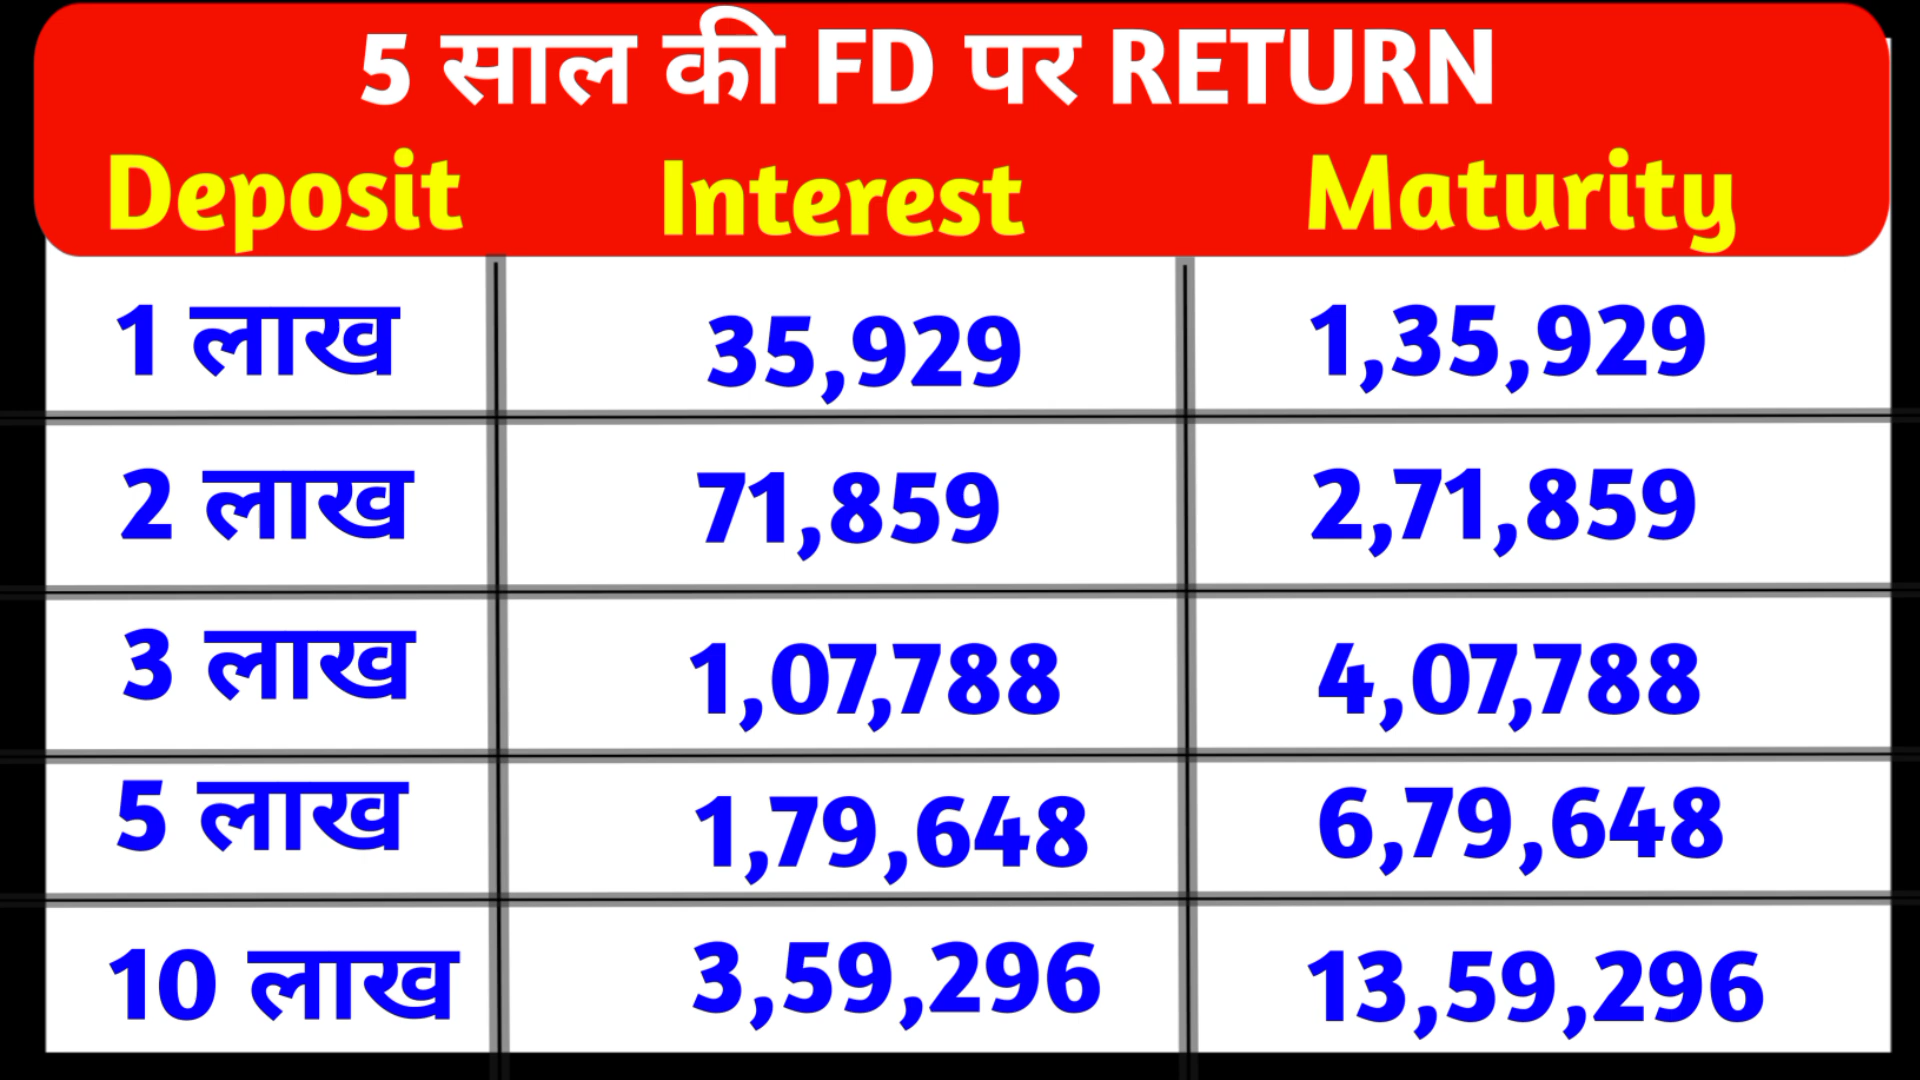 5 साल की FD पर RETURN
Deposit Interest Maturity
1 लाख 35,929 1,35,929
2 लाख 71,859 2,71,859
3 लाख 1,07,788 4,07,788
5 लाख 1,79,648 6,79,648
10 लाख 3,59,296 13,59,296